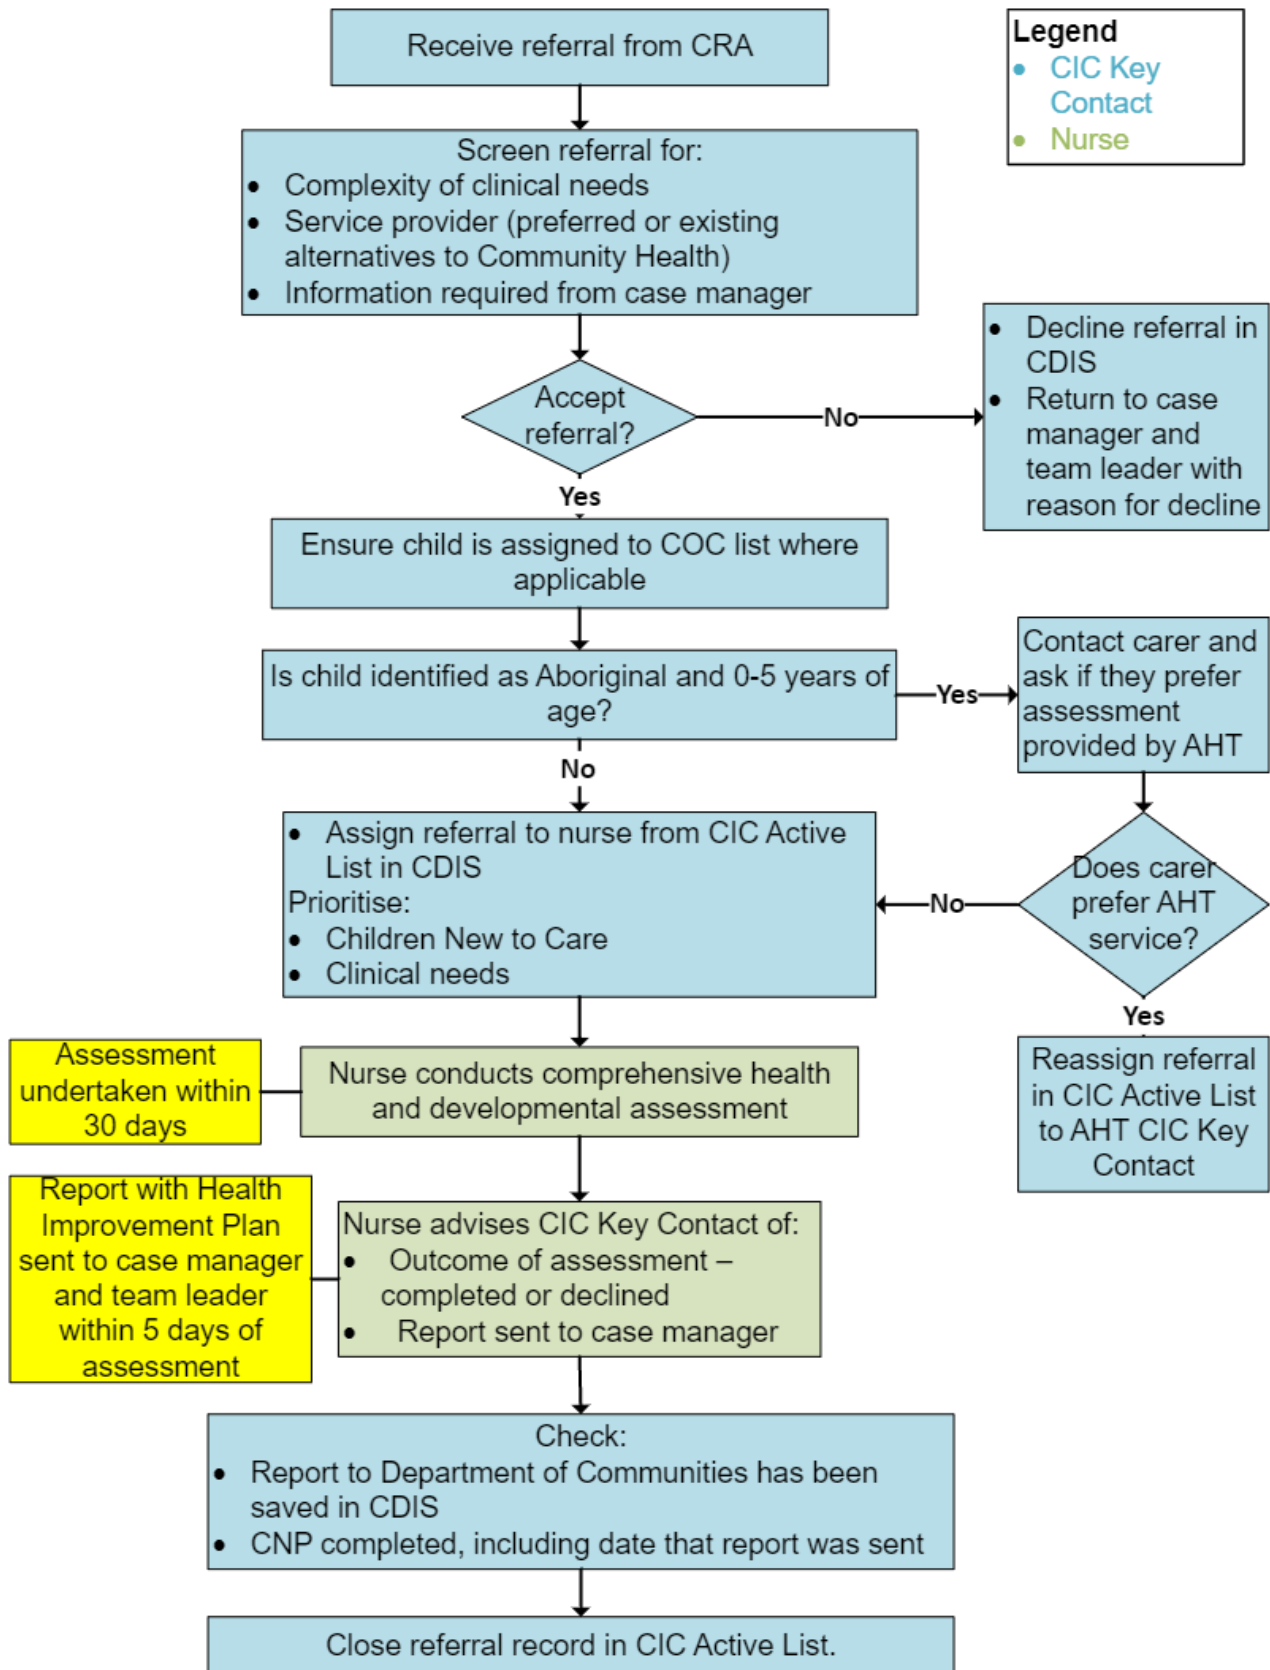 Receive referral from CRA
Legend
• CIC Key
Contact
• Nurse
Screen referral for:
• Complexity of clinical needs
• Service provider (preferred or existing
alternatives to Community Health)
• Information required from case manager
Accept
referral?
No
• Decline referral in
CDIS
• Return to case
manager and
team leader with
reason for decline
Yes
Ensure child is assigned to COC list where
applicable
Is child identified as Aboriginal and 0-5 years of
age?
Yes
Contact carer and
ask if they prefer
assessment
provided by AHT
No
• Assign referral to nurse from CIC Active
List in CDIS
Prioritise:
• Children New to Care
• Clinical needs
No
Does carer
prefer AHT
service?
Yes
Reassign referral
in CIC Active List
to AHT CIC Key
Contact
Assessment
undertaken within
30 days
Nurse conducts comprehensive health
and developmental assessment
Report with Health
Improvement Plan
sent to case manager
and team leader
within 5 days of
assessment
Nurse advises CIC Key Contact of:
• Outcome of assessment –
completed or declined
• Report sent to case manager
Check:
• Report to Department of Communities has been
saved in CDIS
• CNP completed, including date that report was sent
Close referral record in CIC Active List.